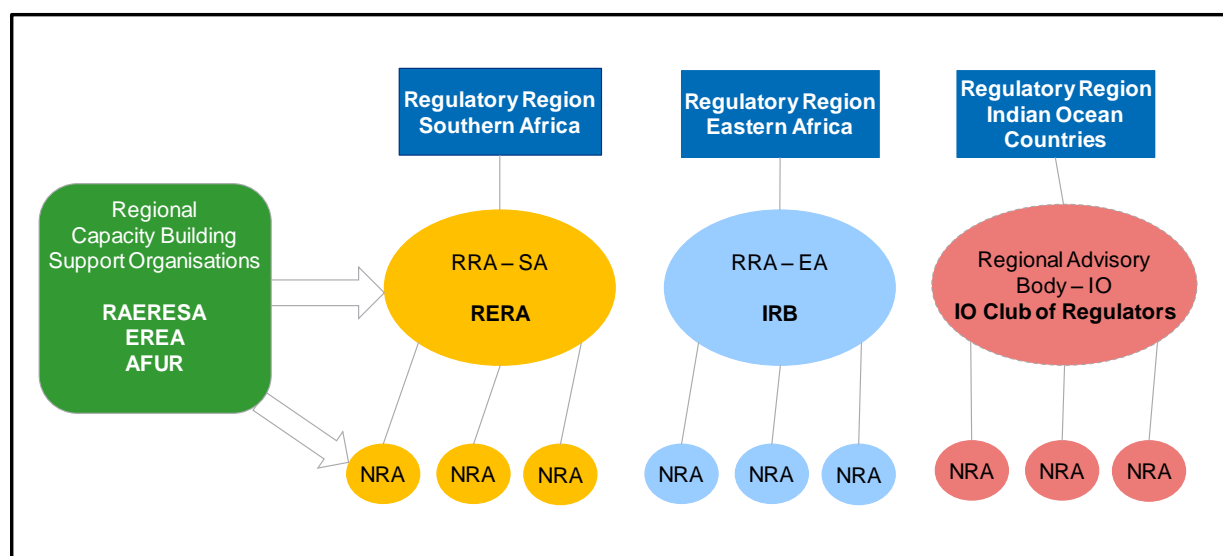 Regulatory Region
Southern Africa
Regulatory Region
Eastern Africa
Regulatory Region
Indian Ocean
Countries
Regional
Capacity Building
Support Organisations
RAERESA
EREA
AFUR
RRA – SA
RERA
RRA – EA
IRB
Regional Advisory
Body – IO
IO Club of Regulators
NRA
NRA
NRA
NRA
NRA
NRA
NRA
NRA
NRA